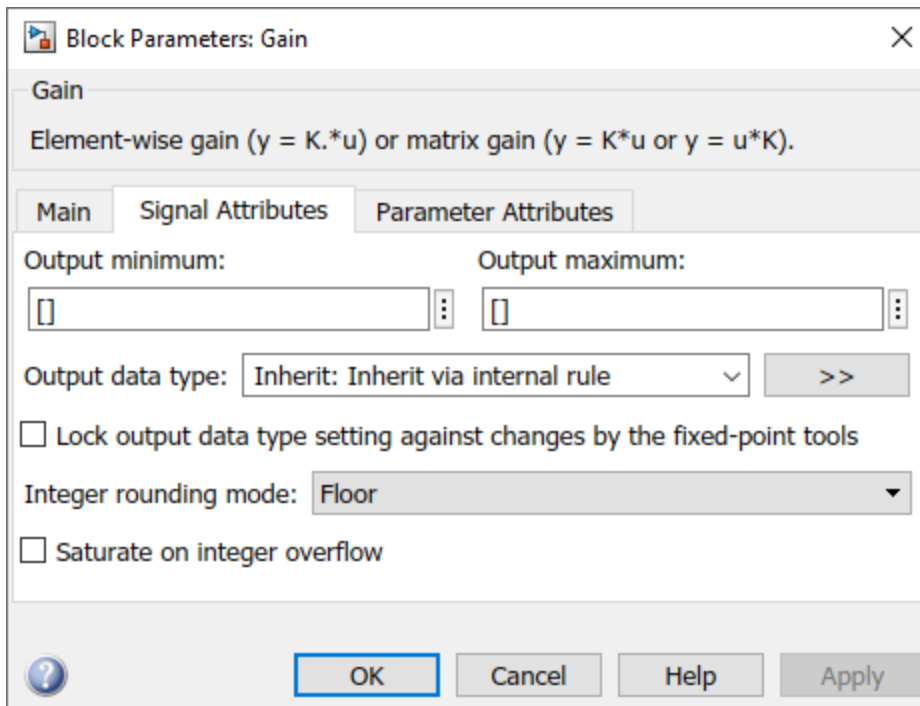 Block Parameters: Gain
Gain
Element-wise gain (y = K.*u) or matrix gain (y = K*u or y = u*K).
Main Signal Attributes Parameter Attributes
Output minimum: Output maximum:
[] []
Output data type: Inherit: Inherit via internal rule >>
Lock output data type setting against changes by the fixed-point tools
Integer rounding mode: Floor
Saturate on integer overflow
? OK Cancel Help Apply